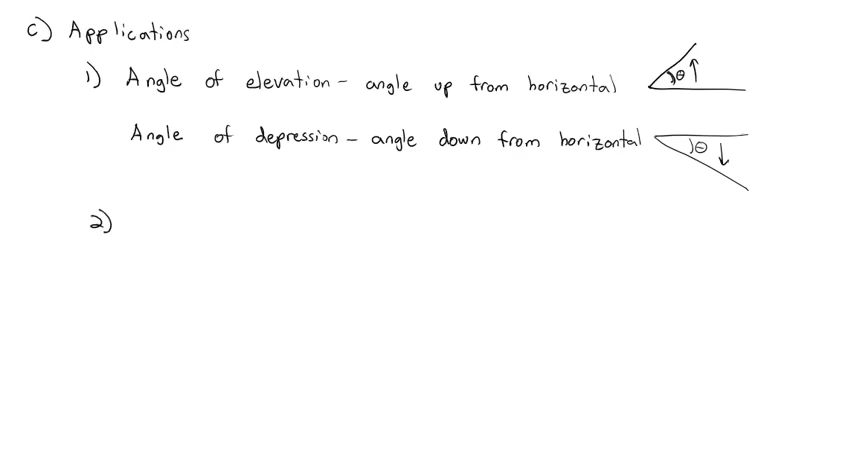 C) Applications
1) Angle of elevation - angle up from horizontal θ ↑
Angle of depression - angle down from horizontal θ ↓
2)